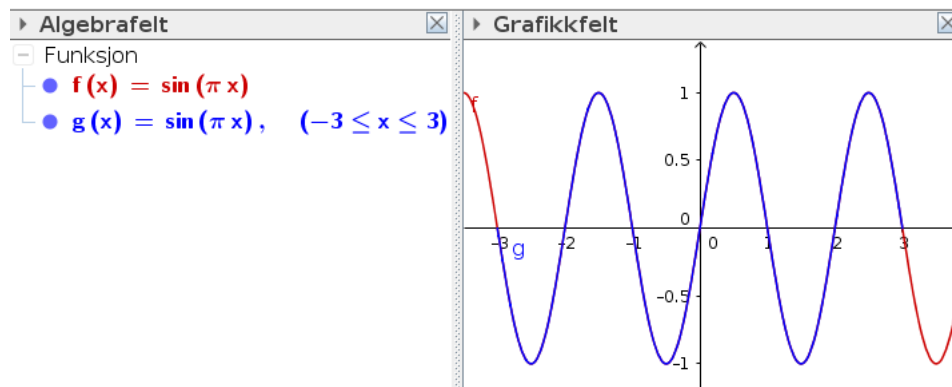 Algebrafelt
Funksjon
f(x) = sin(π x)
g(x) = sin(π x) , (−3 ≤ x ≤ 3)
Grafikkfelt
f
1
0.5
0
-3 -2 -1 0 1 2 3
g
-0.5
-1